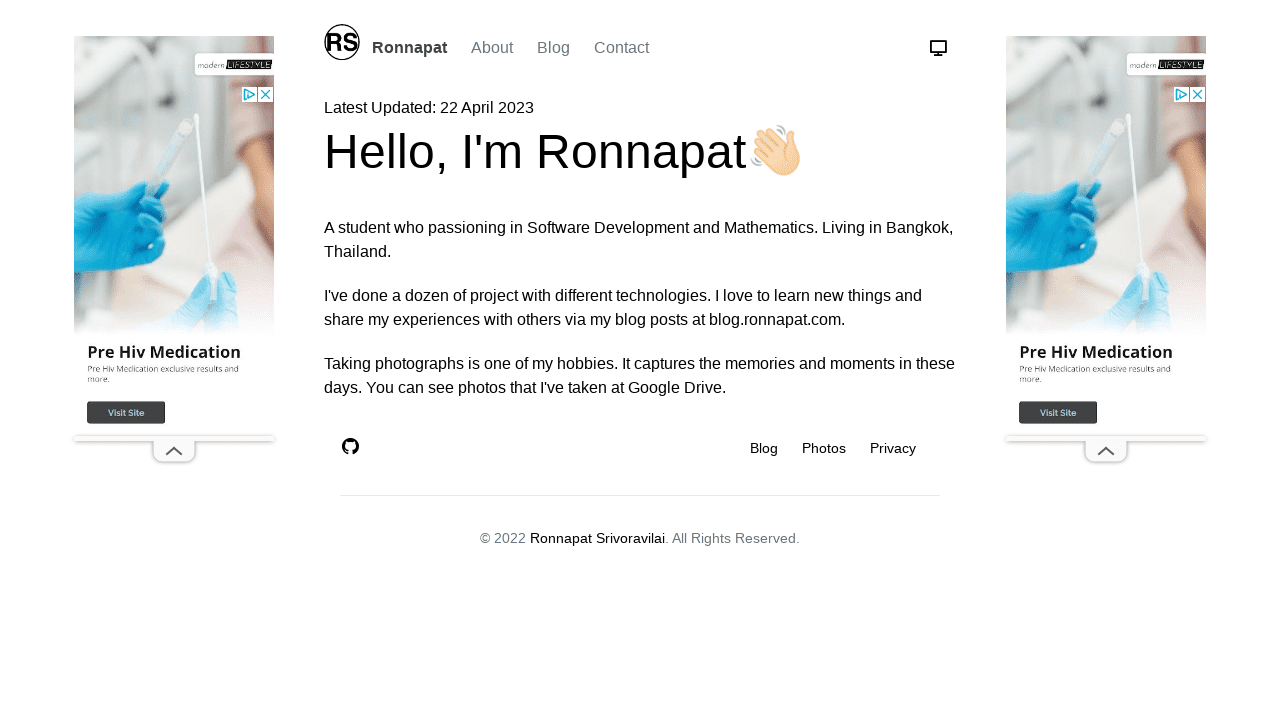 RS
Ronnapat About Blog Contact
Latest Updated: 22 April 2023
Hello, I'm Ronnapat👋🏻
A student who passioning in Software Development and Mathematics. Living in Bangkok,
Thailand.
I've done a dozen of project with different technologies. I love to learn new things and
share my experiences with others via my blog posts at blog.ronnapat.com.
Taking photographs is one of my hobbies. It captures the memories and moments in these
days. You can see photos that I've taken at Google Drive.
Blog Photos Privacy
© 2022 Ronnapat Srivoravilai. All Rights Reserved.
modern LIFESTYLE
Pre Hiv Medication
Pre Hiv Medication exclusive results and
more.
Visit Site
modern LIFESTYLE
Pre Hiv Medication
Pre Hiv Medication exclusive results and
more.
Visit Site